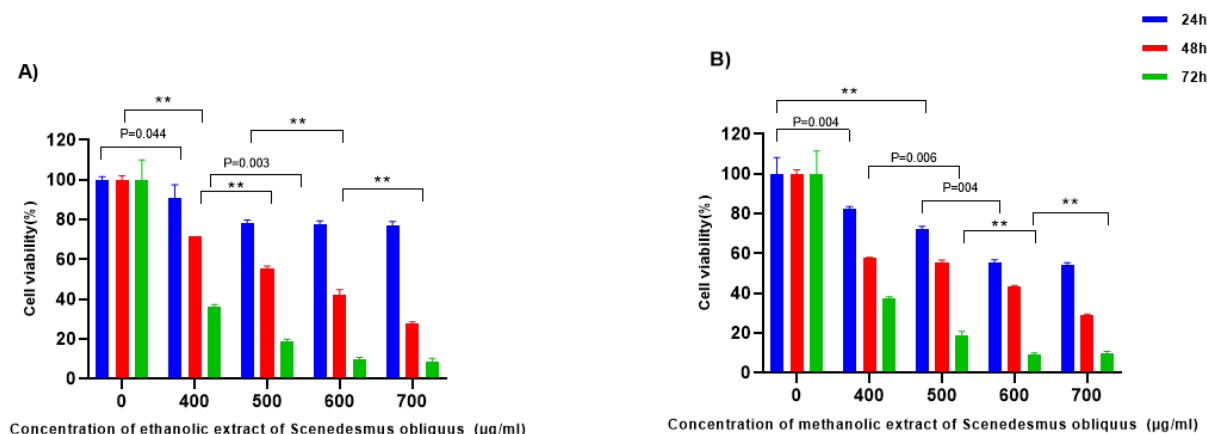 24h
48h
72h
A)
B)
**
**
P=0.044
P=0.003
**
**
**
P=0.004
P=0.006
P=004
**
**
Cell viability(%)
120
100
80
60
40
20
0
0 400 500 600 700
Concentration of ethanolic extract of Scenedesmus obliquus (µg/ml)
Cell viability(%)
120
100
80
60
40
20
0
0 400 500 600 700
Concentration of methanolic extract of Scenedesmus obliquus (µg/ml)